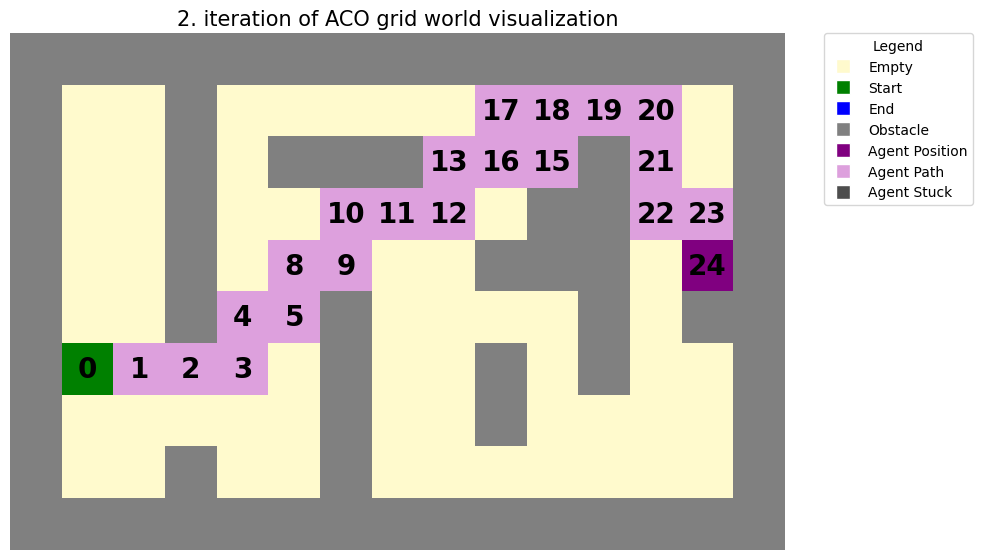 2. iteration of ACO grid world visualization
17 18 19 20
13 16 15 21
10 11 12 22 23
8 9 24
4 5
0 1 2 3
Legend
Empty
Start
End
Obstacle
Agent Position
Agent Path
Agent Stuck